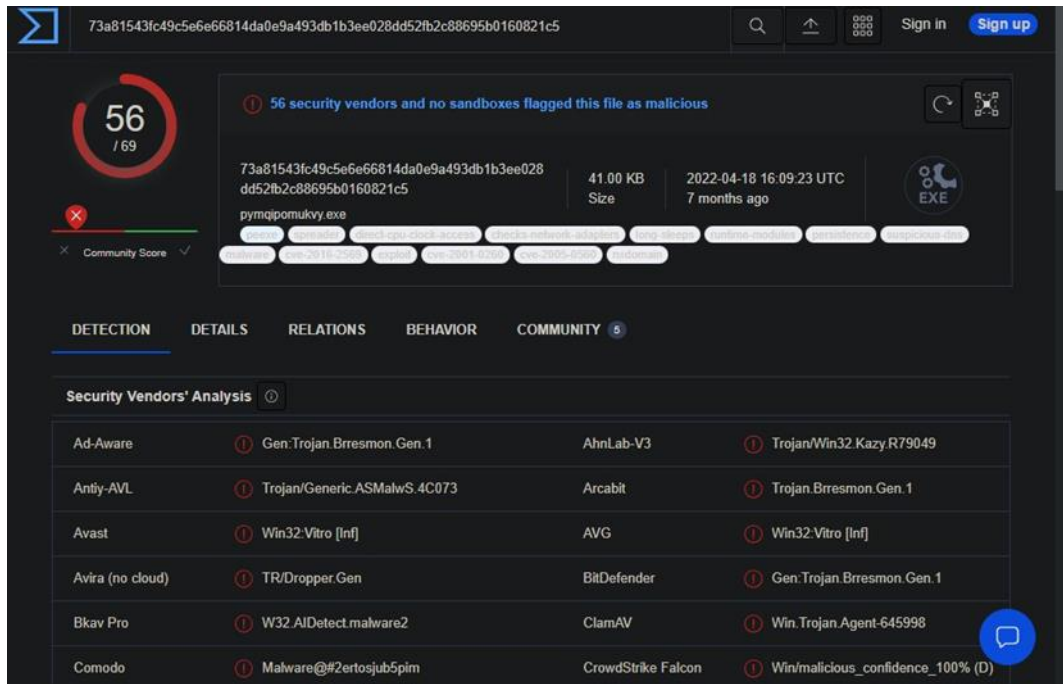 73a81543fc49c5e6e66814da0e9a493db1b3ee028dd52fb2c88695b0160821c5
Sign in
Sign up
56
/ 69
56 security vendors and no sandboxes flagged this file as malicious
73a81543fc49c5e6e66814da0e9a493db1b3ee028
dd52fb2c88695b0160821c5
pymqipomukvy.exe
41.00 KB
Size
2022-04-18 16:09:23 UTC
7 months ago
EXE
peexe spreader direct-cpu-clock-access checks-network-adapters long-sleeps runtime-modules persistence suspicious-dns
malware cve-2016-2569 exploit cve-2001-0260 cve-2005-0560 nxdomain
Community Score
DETECTION DETAILS RELATIONS BEHAVIOR COMMUNITY 5
Security Vendors' Analysis
Ad-Aware Gen:Trojan.Brresmon.Gen.1 AhnLab-V3 Trojan/Win32.Kazy.R79049
Antiy-AVL Trojan/Generic.ASMalwS.4C073 Arcabit Trojan.Brresmon.Gen.1
Avast Win32:Vitro [Inf] AVG Win32:Vitro [Inf]
Avira (no cloud) TR/Dropper.Gen BitDefender Gen:Trojan.Brresmon.Gen.1
Bkav Pro W32.AIDetect.malware2 ClamAV Win.Trojan.Agent-645998
Comodo Malware@#2ertosjub5pim CrowdStrike Falcon Win/malicious_confidence_100% (D)